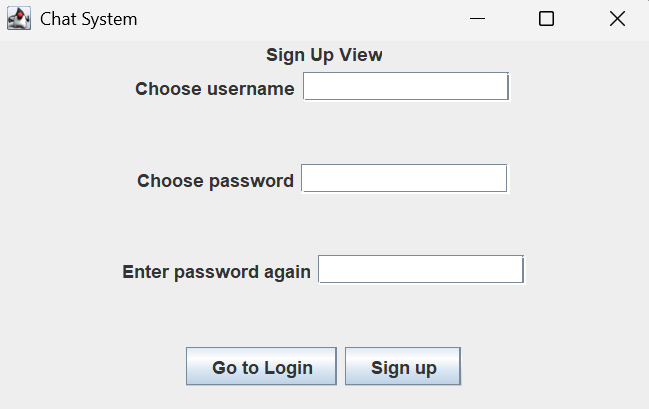 Chat System
Sign Up View
Choose username
Choose password
Enter password again
Go to Login Sign up